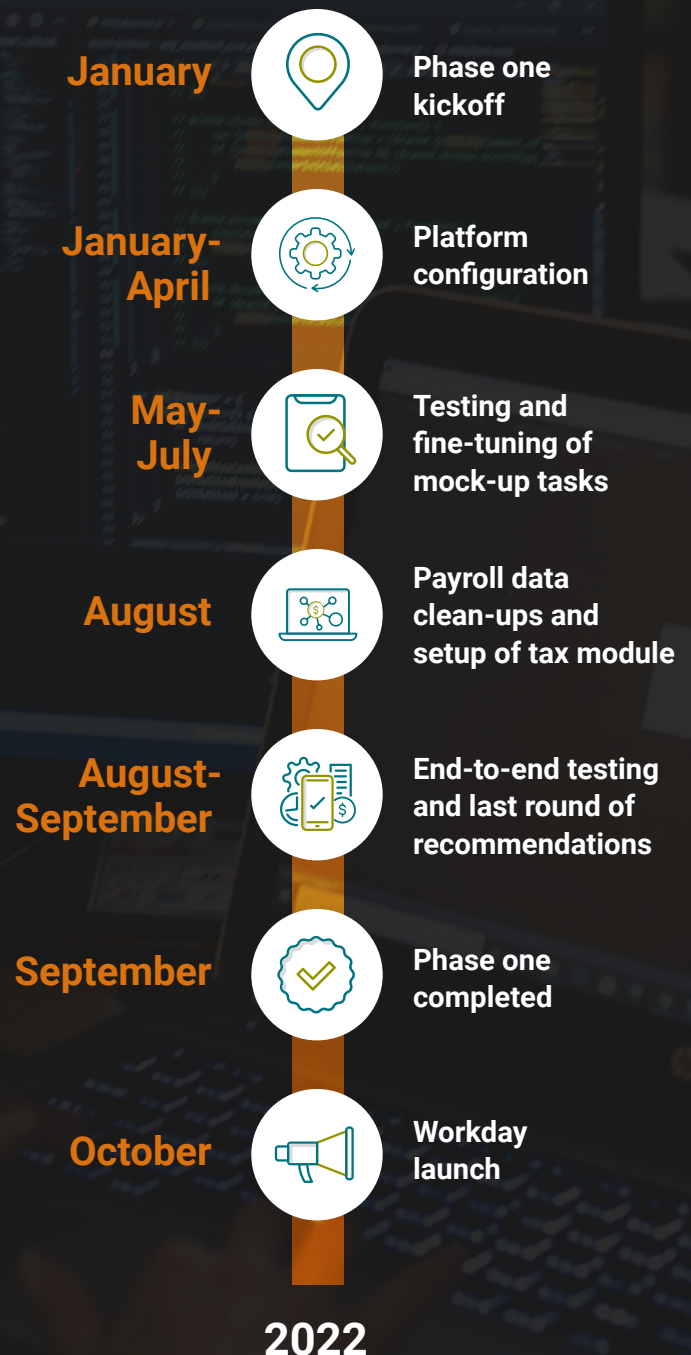 January
Phase one
kickoff
January-
April
Platform
configuration
May-
July
Testing and
fine-tuning of
mock-up tasks
August
Payroll data
clean-ups and
setup of tax module
August-
September
End-to-end testing
and last round of
recommendations
September
Phase one
completed
October
Workday
launch
2022